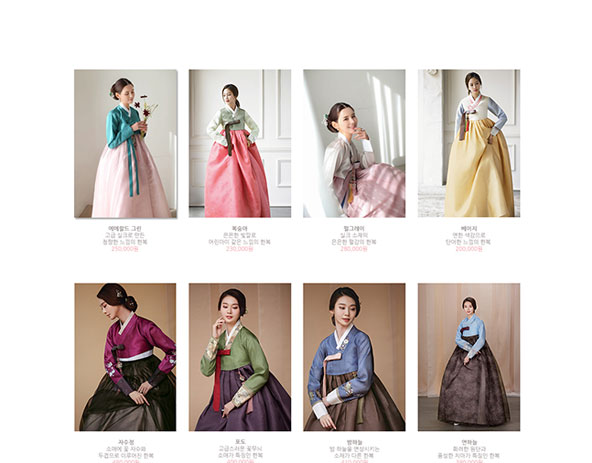 에메랄드 그린
고급 실크로 만든
청량한 느낌의 한복
250,000원
복숭아
은은한 빛깔로
어린아이 같은 느낌의 한복
230,000원
펄그레이
실크 소재의
은은한 펄감의 한복
280,000원
베이지
연한 색감으로
단아한 느낌의 한복
200,000원
자수정
소매에 꽃 자수와
두겹으로 이루어진 한복
포도
고급스러운 꽃무늬
소매가 특징인 한복
밤하늘
밤 하늘을 연상시키는
소재가 다른 한복
연하늘
화려한 원단과
풍성한 치마가 특징인 한복